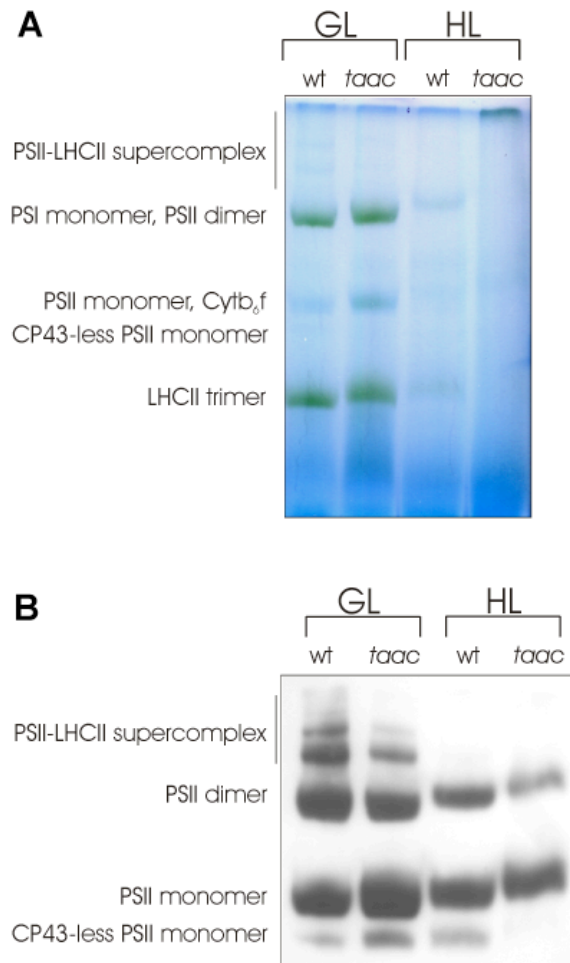 A
GL HL
wt taac wt taac
PSII-LHCII supercomplex
PSI monomer, PSII dimer
PSII monomer, Cytb₆f
CP43-less PSII monomer
LHCII trimer
B
GL HL
wt taac wt taac
PSII-LHCII supercomplex
PSII dimer
PSII monomer
CP43-less PSII monomer